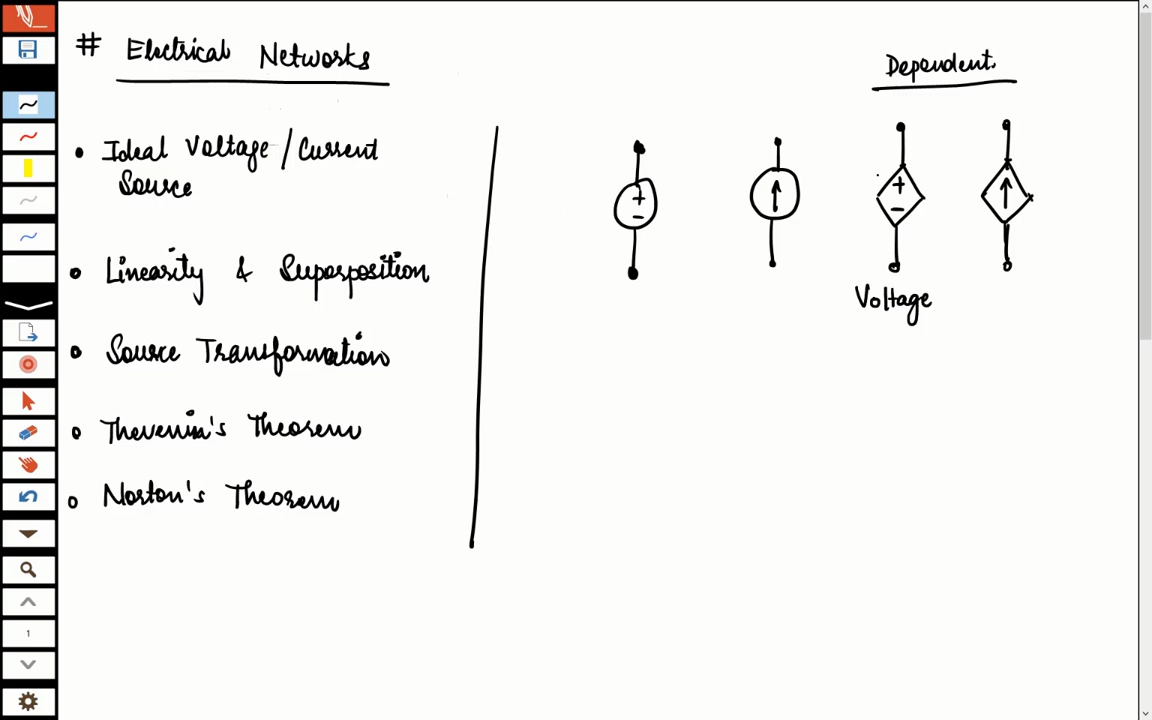 # Electrical Networks
Dependent.
• Ideal Voltage / Current
Source
+
-
+
-
• Linearity & Superposition
Voltage
• Source Transformation
• Thevenin's Theorem
• Norton's Theorem
1